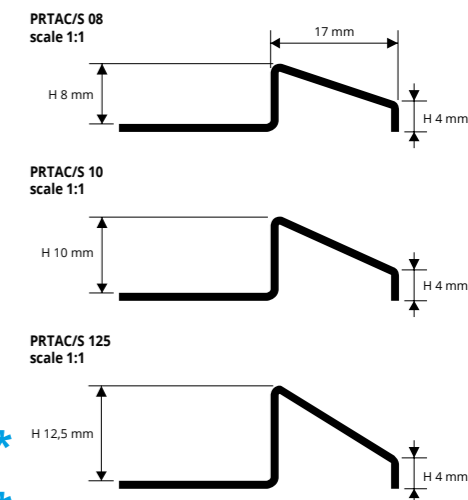 PRTAC/S 08
scale 1:1
17 mm
H 8 mm
H 4 mm
PRTAC/S 10
scale 1:1
H 10 mm
H 4 mm
PRTAC/S 125
scale 1:1
H 12,5 mm
H 4 mm
*
*